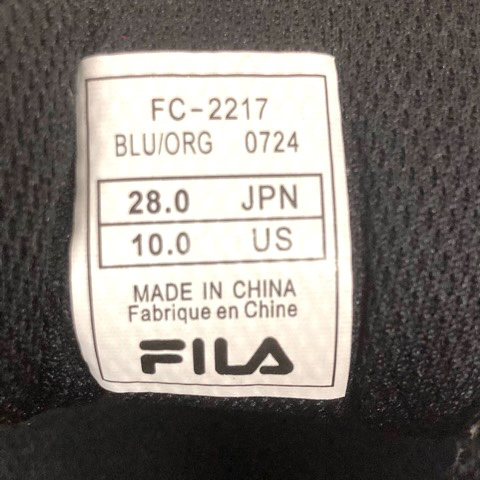 FC-2217
BLU/ORG 0724
28.0 JPN
10.0 US
MADE IN CHINA
Fabrique en Chine
FILA